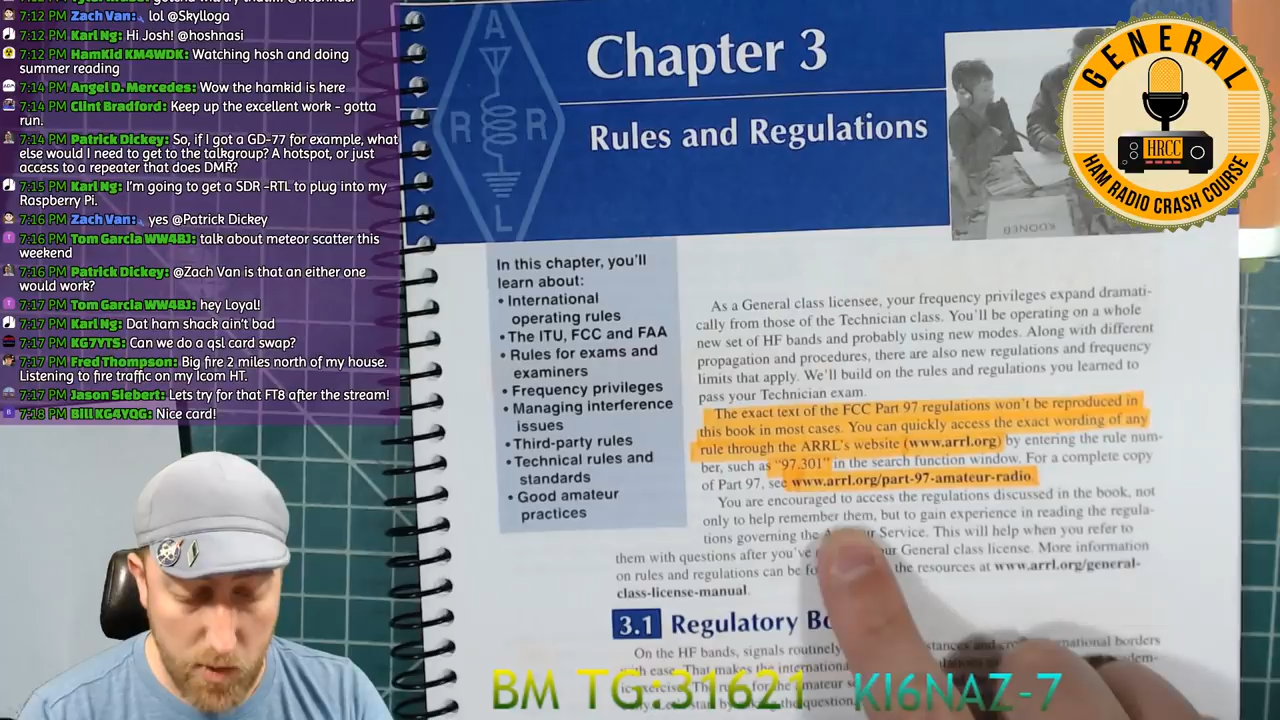 7:12 PM Zach Van: lol @Skylloga
7:12 PM Karl Ng: Hi Josh! @hoshnasi
7:12 PM HamKid KM4WDK: Watching hosh and doing
summer reading
7:14 PM Angel D. Mercedes: Wow the hamkid is here
7:14 PM Clint Bradford: Keep up the excellent work - gotta
run.
7:14 PM Patrick Dickey: So, if I got a GD-77 for example, what
else would I need to get to the talkgroup? A hotspot, or just
access to a repeater that does DMR?
7:15 PM Karl Ng: I'm going to get a SDR -RTL to plug into my
Raspberry Pi.
7:16 PM Zach Van: yes @Patrick Dickey
7:16 PM Tom Garcia WW4BJ: talk about meteor scatter this
weekend
7:16 PM Patrick Dickey: @Zach Van is that an either one
would work?
7:17 PM Tom Garcia WW4BJ: hey Loyal!
7:17 PM Karl Ng: Dat ham shack ain't bad
7:17 PM KG7YTS: Can we do a qsl card swap?
7:17 PM Fred Thompson: Big fire 2 miles north of my house.
Listening to fire traffic on my Icom HT.
7:17 PM Jason Siebert: Lets try for that FT8 after the stream!
7:18 PM Bill KG4YQG: Nice card!
A
R R
L
Chapter 3
Rules and Regulations
GENERAL
HRCC
HAM RADIO CRASH COURSE
In this chapter, you'll
learn about:
• International
operating rules
• The ITU, FCC and FAA
• Rules for exams and
examiners
• Frequency privileges
• Managing interference
issues
• Third-party rules
• Technical rules and
standards
• Good amateur
practices
As a General class licensee, your frequency privileges expand dramati-
cally from those of the Technician class. You'll be operating on a whole
new set of HF bands and probably using new modes. Along with different
propagation and procedures, there are also new regulations and frequency
limits that apply. We'll build on the rules and regulations you learned to
pass your Technician exam.
The exact text of the FCC Part 97 regulations won't be reproduced in
this book in most cases. You can quickly access the exact wording of any
rule through the ARRL's website (www.arrl.org) by entering the rule num-
ber, such as "97.301" in the search function window. For a complete copy
of Part 97, see www.arrl.org/part-97-amateur-radio
You are encouraged to access the regulations discussed in the book, not
only to help remember them, but to gain experience in reading the regula-
tions governing the Service. This will help when you refer to
them with questions after you've your General class license. More information
on rules and regulations can be the resources at www.arrl.org/general-
class-license-manual.
3.1 Regulatory
On the HF bands, signals routinely international borders
with ease. That makes the
BM TG:31621 KI6NAZ-7